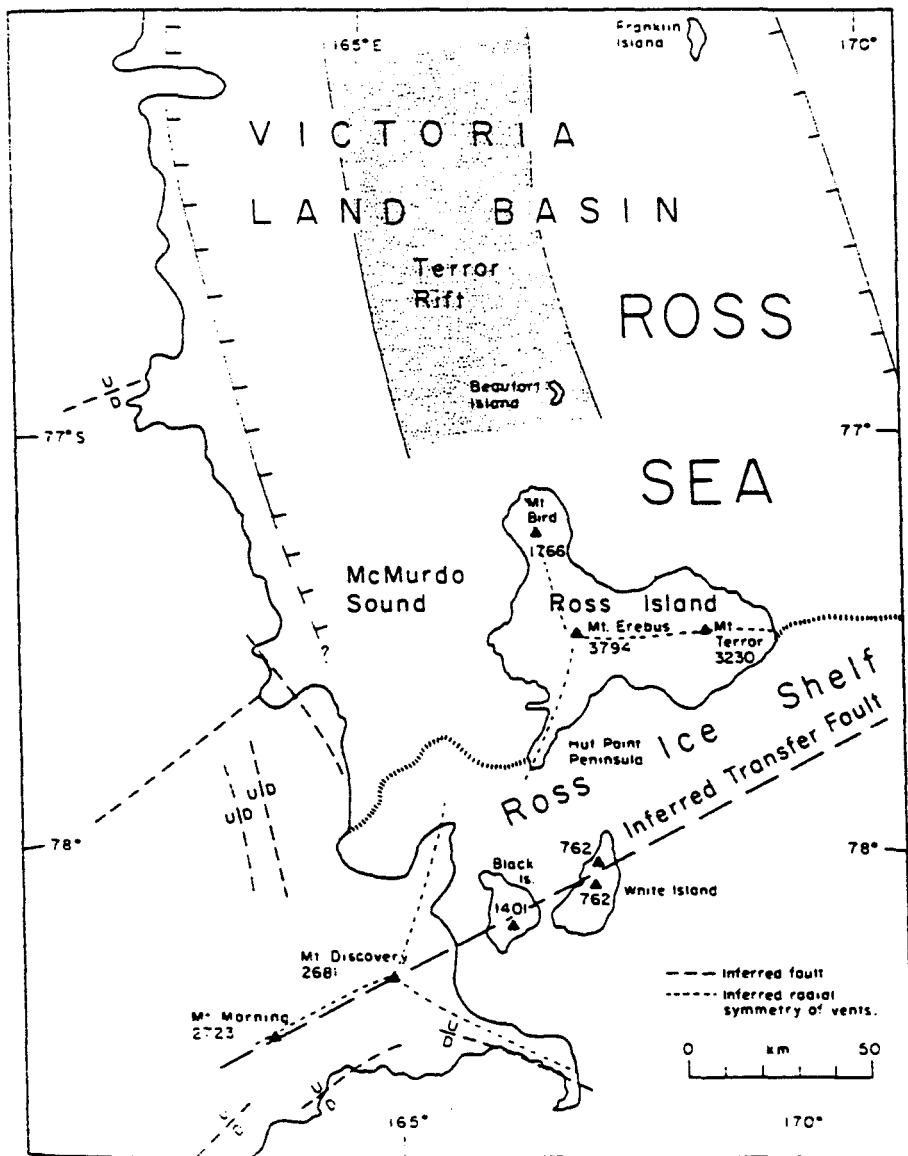 165° E
Franklin
Island
170°
VICTORIA
LAND BASIN
Terror
Rift
ROSS
Beaufort
Island
U
D
77° S
77°
SEA
Mt
Bird
1766
McMurdo
Sound
Ross Island
Mt. Erebus
3794
Mt
Terror
3230
?
Ross Ice Shelf
Hut Point
Peninsula
Inferred Transfer Fault
U/D
U/D
78°
78°
762
Black
Is.
762
White Island
1401
Mt Discovery
2681
Mt Morning
2723
Inferred fault
Inferred radial
symmetry of vents.
D/U
U
D
U/D
0 km 50
165°
170°